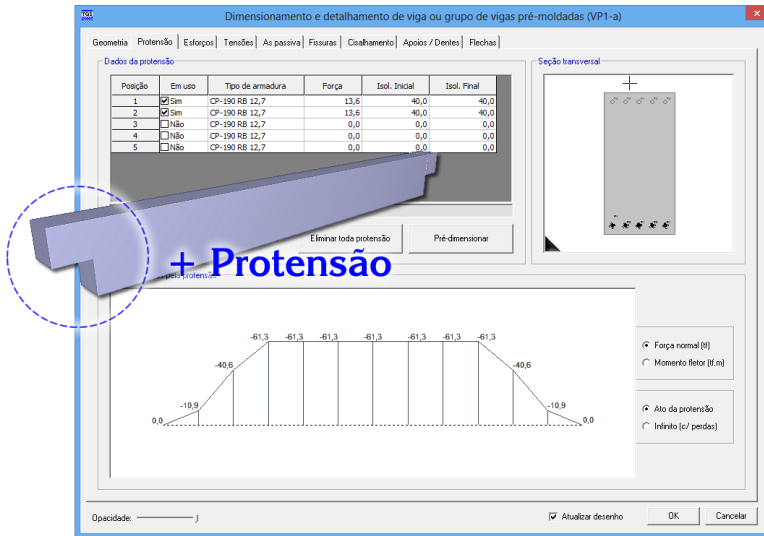 TQS Dimensionamento e detalhamento de viga ou grupo de vigas pré-moldadas (VP1-a)
Geometria Protensão Esforços Tensões As passiva Fissuras Cisalhamento Apoios / Dentes Flechas
Dados da protensão
Posição Em uso Tipo de armadura Força Isol. Inicial Isol. Final
1 Sim CP-190 RB 12,7 13,6 40,0 40,0
2 Sim CP-190 RB 12,7 13,6 40,0 40,0
3 Não CP-190 RB 12,7 0,0 0,0 0,0
4 Não CP-190 RB 12,7 0,0 0,0 0,0
5 Não CP-190 RB 12,7 0,0 0,0 0,0
Eliminar toda protensão Pré-dimensionar
Seção transversal
+ Protensão
pela protensão
-61,3 -61,3 -61,3 -61,3 -61,3 -61,3 -61,3
-40,6 -40,6
-10,9 -10,9
0,0 0,0
Força normal (tf)
Momento fletor (tf.m)
Ato da protensão
Infinito (c/ perdas)
Opacidade: Atualizar desenho OK Cancelar